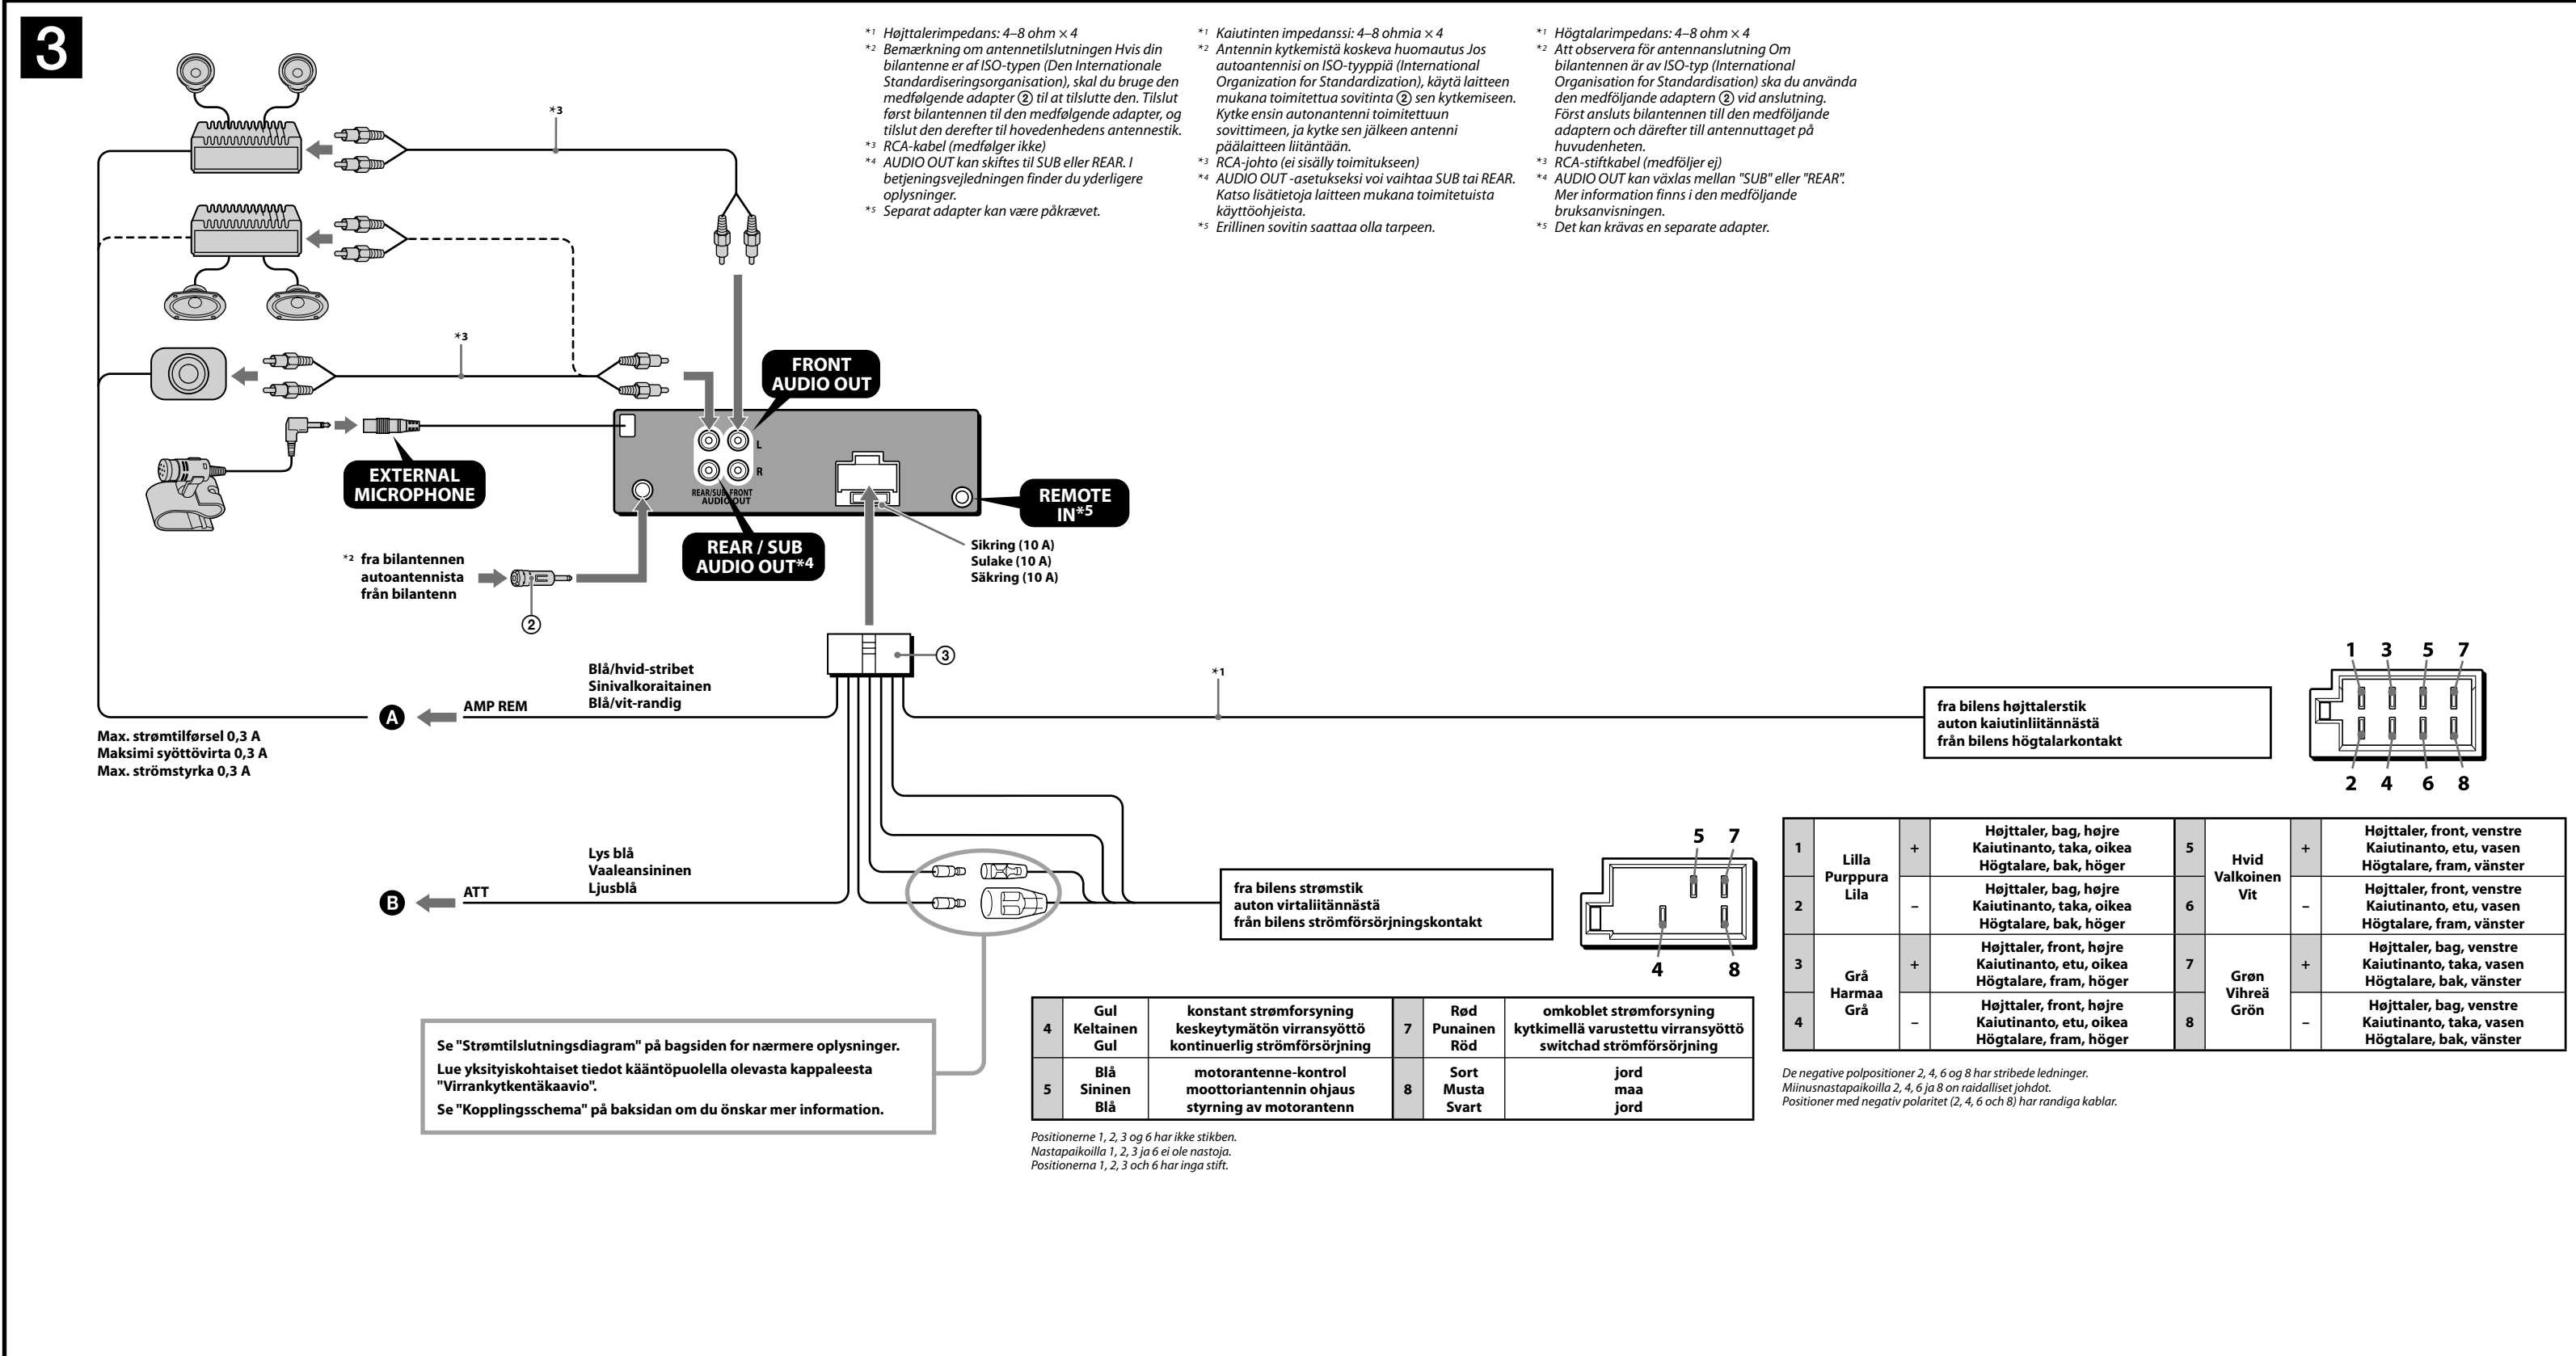 3
*1 Højttalerimpedans: 4–8 ohm × 4
*2 Bemærkning om antennetilslutningen Hvis din
bilantenne er af ISO-typen (Den Internationale
Standardiseringsorganisation), skal du bruge den
medfølgende adapter ② til at tilslutte den. Tilslut
først bilantennen til den medfølgende adapter, og
tilslut den derefter til hovedenhedens antennestik.
*3 RCA-kabel (medfølger ikke)
*4 AUDIO OUT kan skiftes til SUB eller REAR. I
betjeningsvejledningen finder du yderligere
oplysninger.
*5 Separat adapter kan være påkrævet.
*1 Kaiutinten impedanssi: 4–8 ohmia × 4
*2 Antennin kytkemistä koskeva huomautus Jos
autoantennisi on ISO-tyyppiä (International
Organization for Standardization), käytä laitteen
mukana toimitettua sovitinta ② sen kytkemiseen.
Kytke ensin autonantenni toimitettuun
sovittimeen, ja kytke sen jälkeen antenni
päälaitteen liitäntään.
*3 RCA-johto (ei sisälly toimitukseen)
*4 AUDIO OUT -asetukseksi voi vaihtaa SUB tai REAR.
Katso lisätietoja laitteen mukana toimitetuista
käyttöohjeista.
*5 Erillinen sovitin saattaa olla tarpeen.
*1 Högtalarimpedans: 4–8 ohm × 4
*2 Att observera för antennanslutning Om
bilantennen är av ISO-typ (International
Organisation for Standardisation) ska du använda
den medföljande adaptern ② vid anslutning.
Först ansluts bilantennen till den medföljande
adaptern och därefter till antennuttaget på
huvudenheten.
*3 RCA-stiftkabel (medföljer ej)
*4 AUDIO OUT kan växlas mellan "SUB" eller "REAR".
Mer information finns i den medföljande
bruksanvisningen.
*5 Det kan krävas en separate adapter.
*3
*3
FRONT
AUDIO OUT
L
R
REAR/SUB FRONT
AUDIO OUT
EXTERNAL
MICROPHONE
REMOTE
IN*5
REAR / SUB
AUDIO OUT*4
Sikring (10 A)
Sulake (10 A)
Säkring (10 A)
*2 fra bilantennen
autoantennista
från bilantenn
②
③
*1
Blå/hvid-stribet
Sinivalkoraitainen
Blå/vit-randig
A
AMP REM
Max. strømtilførsel 0,3 A
Maksimi syöttövirta 0,3 A
Max. strömstyrka 0,3 A
fra bilens højttalerstik
auton kaiutinliitännästä
från bilens högtalarkontakt
1 3 5 7
2 4 6 8
Lys blå
Vaaleansininen
Ljusblå
B
ATT
fra bilens strømstik
auton virtaliitännästä
från bilens strömförsörjningskontakt
5 7
4 8
1 Lilla + Højttaler, bag, højre 5 Hvid + Højttaler, front, venstre
Purppura Kaiutinanto, taka, oikea Valkoinen Kaiutinanto, etu, vasen
Lila Högtalare, bak, höger Vit Högtalare, fram, vänster
2 – Højttaler, bag, højre 6 – Højttaler, front, venstre
Kaiutinanto, taka, oikea Kaiutinanto, etu, vasen
Högtalare, bak, höger Högtalare, fram, vänster
3 Grå + Højttaler, front, højre 7 Grøn + Højttaler, bag, venstre
Harmaa Kaiutinanto, etu, oikea Vihreä Kaiutinanto, taka, vasen
Grå Högtalare, fram, höger Grön Högtalare, bak, vänster
4 – Højttaler, front, højre 8 – Højttaler, bag, venstre
Kaiutinanto, etu, oikea Kaiutinanto, taka, vasen
Högtalare, fram, höger Högtalare, bak, vänster
De negative polpositioner 2, 4, 6 og 8 har stribede ledninger.
Miinusnastapaikoilla 2, 4, 6 ja 8 on raidalliset johdot.
Positioner med negativ polaritet (2, 4, 6 och 8) har randiga kablar.
4 Gul konstant strømforsyning 7 Rød omkoblet strømforsyning
Keltainen keskeytymätön virransyöttö Punainen kytkimellä varustettu virransyöttö
Gul kontinuerlig strömförsörjning Röd switchad strömförsörjning
5 Blå motorantenne-kontrol 8 Sort jord
Sininen moottoriantennin ohjaus Musta maa
Blå styrning av motorantenn Svart jord
Positionerne 1, 2, 3 og 6 har ikke stikben.
Nastapaikoilla 1, 2, 3 ja 6 ei ole nastoja.
Positionerna 1, 2, 3 och 6 har inga stift.
Se "Strømtilslutningsdiagram" på bagsiden for nærmere oplysninger.
Lue yksityiskohtaiset tiedot kääntöpuolella olevasta kappaleesta
"Virrankytkentäkaavio".
Se "Kopplingsschema" på baksidan om du önskar mer information.